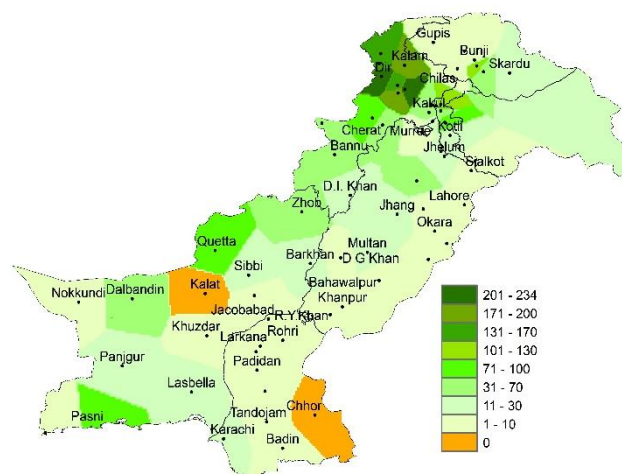 Gupis
Kalam
Bunji
Dir
Skardu
Chilas
Kakul
Cherat
Murree
Kotli
Bannu
Jhelum
Sialkot
D.I. Khan
Zhob
Jhang
Lahore
Okara
Quetta
Multan
Sibbi
Barkhan
D G Khan
Nokkundi
Dalbandin
Kalat
Bahawalpur
Khanpur
Jacobabad
R.Y.Khan
Khuzdar
Larkana
Rohri
Panjgur
Padidan
Lasbella
Pasni
Chhor
Tandojam
Karachi
Badin
201 - 234
171 - 200
131 - 170
101 - 130
71 - 100
31 - 70
11 - 30
1 - 10
0